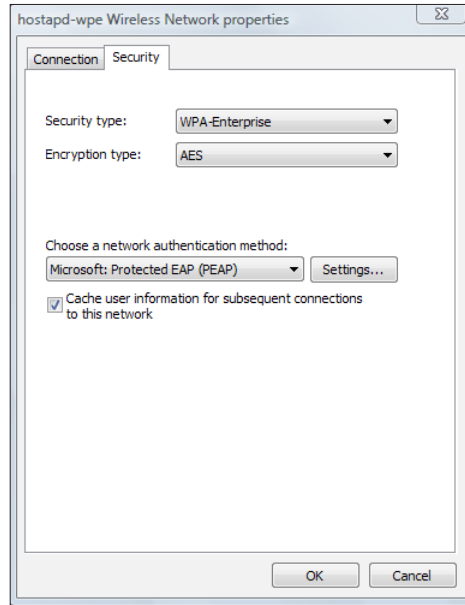 hostapd-wpe Wireless Network properties
Connection Security
Security type: WPA-Enterprise
Encryption type: AES
Choose a network authentication method:
Microsoft: Protected EAP (PEAP) Settings...
Cache user information for subsequent connections
to this network
OK Cancel